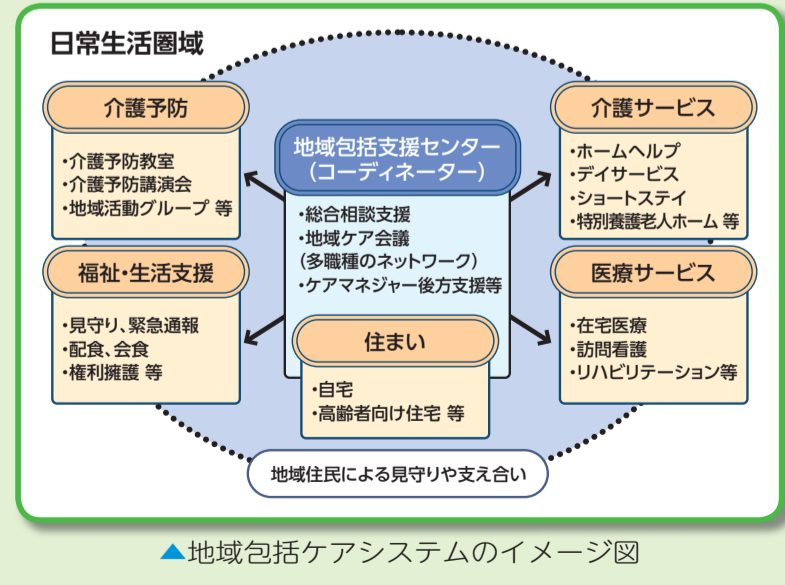 日常生活圏域
介護予防
・介護予防教室
・介護予防講演会
・地域活動グループ 等
地域包括支援センター
(コーディネーター)
・総合相談支援
・地域ケア会議
(多職種のネットワーク)
・ケアマネジャー後方支援等
介護サービス
・ホームヘルプ
・デイサービス
・ショートステイ
・特別養護老人ホーム 等
福祉・生活支援
・見守り、緊急通報
・配食、会食
・権利擁護 等
住まい
・自宅
・高齢者向け住宅 等
医療サービス
・在宅医療
・訪問看護
・リハビリテーション等
地域住民による見守りや支え合い
▲地域包括ケアシステムのイメージ図